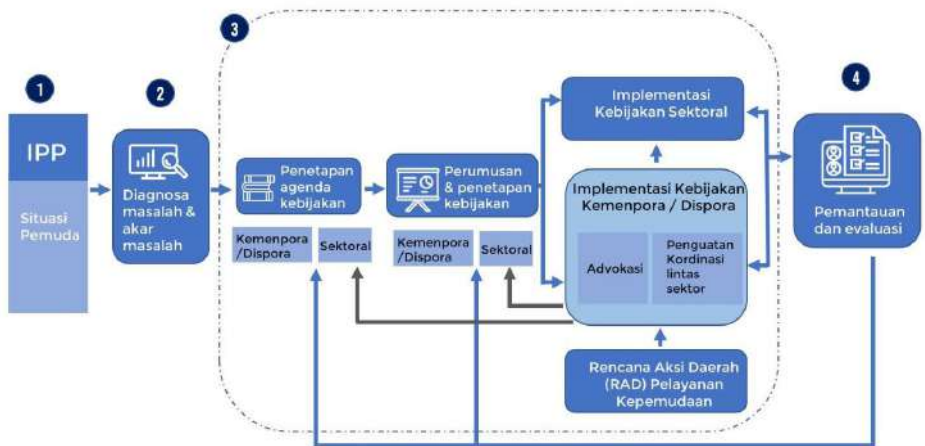 1
IPP
Situasi
Pemuda
2
Diagnosa
masalah &
akar
masalah
3
Penetapan
agenda
kebijakan
Kemenpora
/Dispora
Sektoral
Perumusan
& penetapan
kebijakan
Kemenpora
/Dispora
Sektoral
Implementasi
Kebijakan Sektoral
Implementasi Kebijakan
Kemenpora / Dispora
Advokasi
Penguatan
Kordinasi
lintas
sektor
Rencana Aksi Daerah
(RAD) Pelayanan
Kepemudaan
4
Pemantauan
dan evaluasi